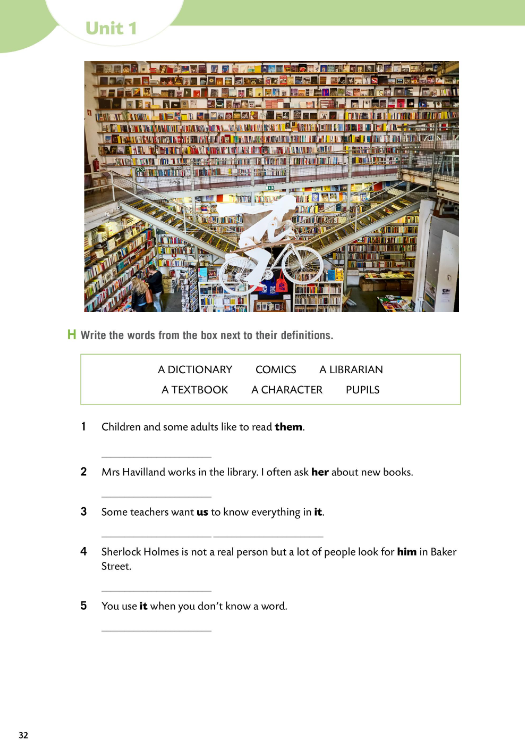 Unit 1
H Write the words from the box next to their definitions.
A DICTIONARY COMICS A LIBRARIAN
A TEXTBOOK A CHARACTER PUPILS
1 Children and some adults like to read them.
2 Mrs Havilland works in the library. I often ask her about new books.
3 Some teachers want us to know everything in it.
4 Sherlock Holmes is not a real person but a lot of people look for him in Baker
Street.
5 You use it when you don't know a word.
32